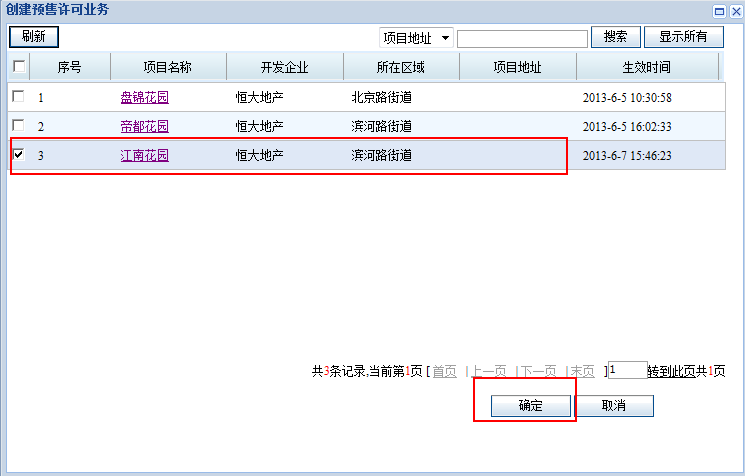 创建预售许可业务
刷新 项目地址 搜索 显示所有
序号 项目名称 开发企业 所在区域 项目地址 生效时间
1 盘锦花园 恒大地产 北京路街道 2013-6-5 10:30:58
2 帝都花园 恒大地产 滨河路街道 2013-6-5 16:02:33
3 江南花园 恒大地产 滨河路街道 2013-6-7 15:46:23
共3条记录,当前第1页 [ 首页 |上一页 |下一页 |末页 ]1转到此页共1页
确定 取消